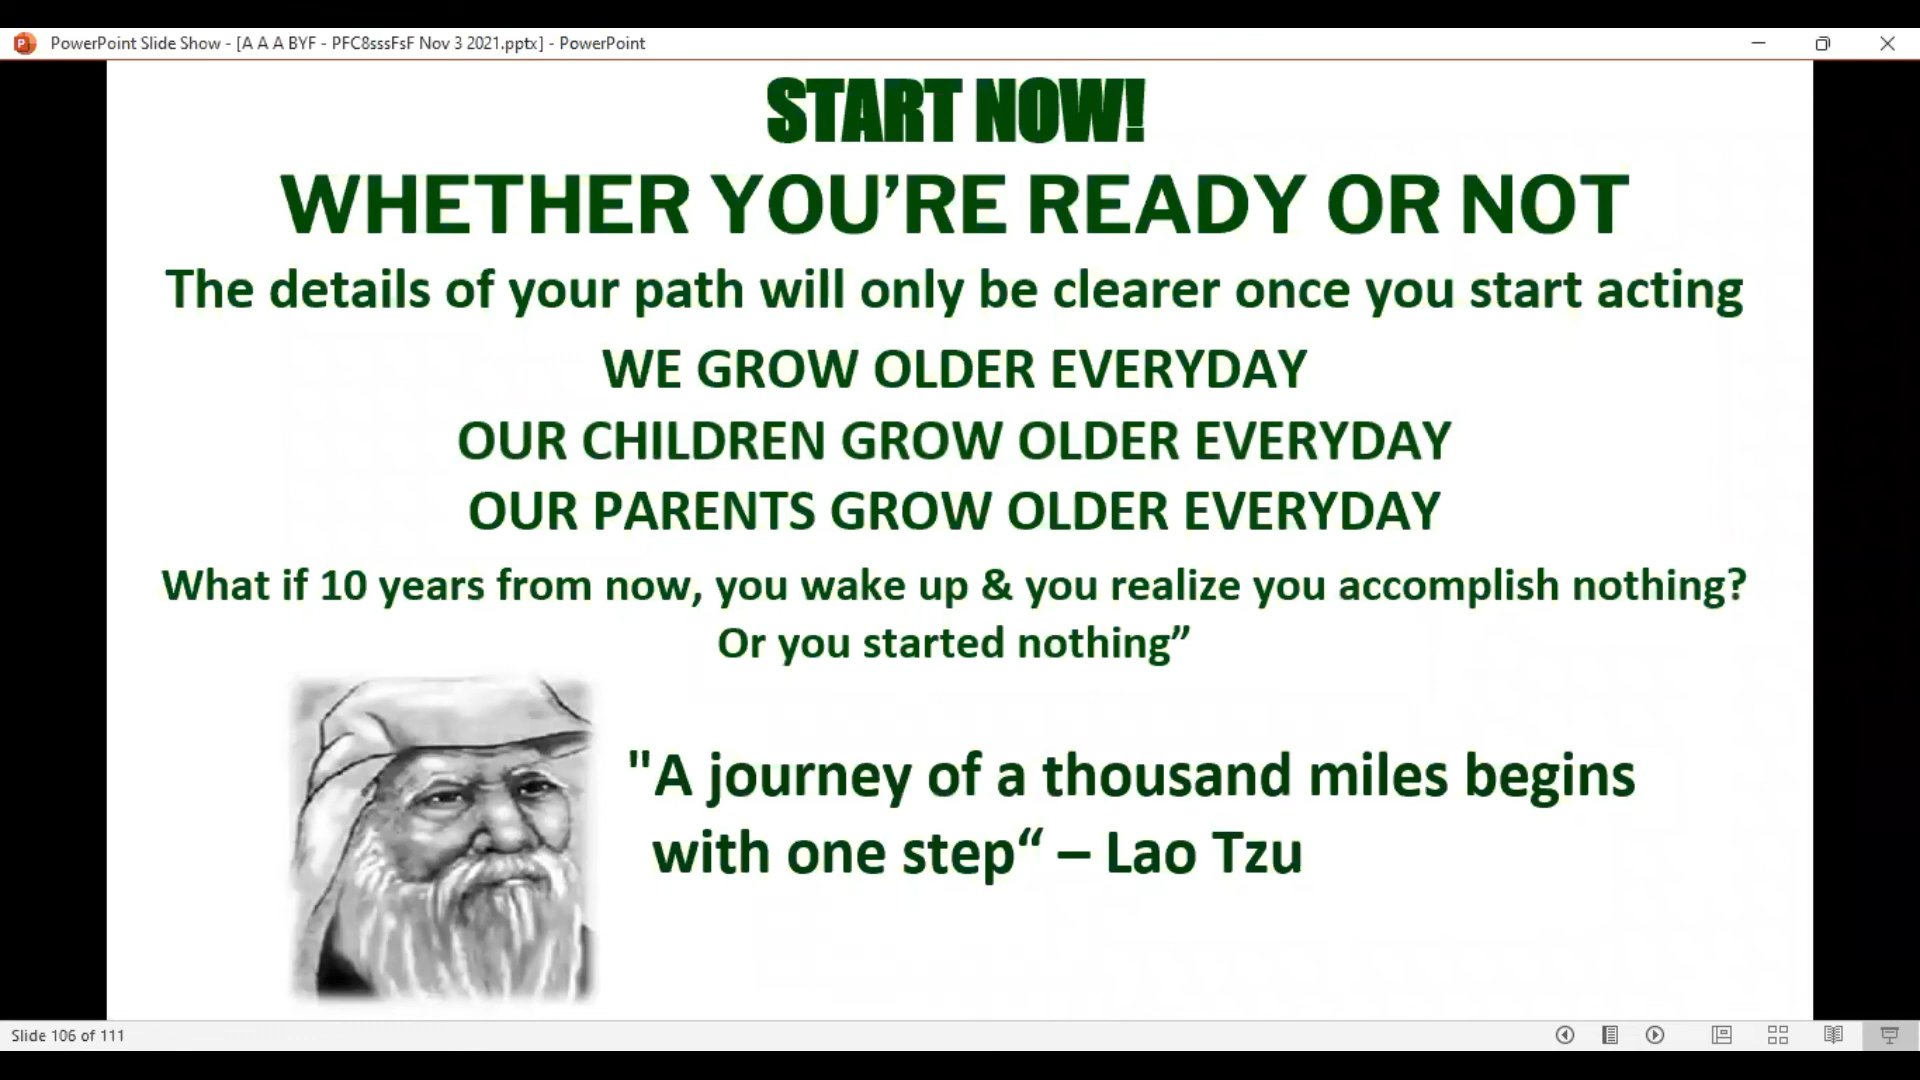 PowerPoint Slide Show - [A A A BYF - PFC8sssFsF Nov 3 2021.pptx] - PowerPoint
START NOW!
WHETHER YOU’RE READY OR NOT
The details of your path will only be clearer once you start acting
WE GROW OLDER EVERYDAY
OUR CHILDREN GROW OLDER EVERYDAY
OUR PARENTS GROW OLDER EVERYDAY
What if 10 years from now, you wake up & you realize you accomplish nothing?
Or you started nothing”
"A journey of a thousand miles begins
with one step“ – Lao Tzu
Slide 106 of 111